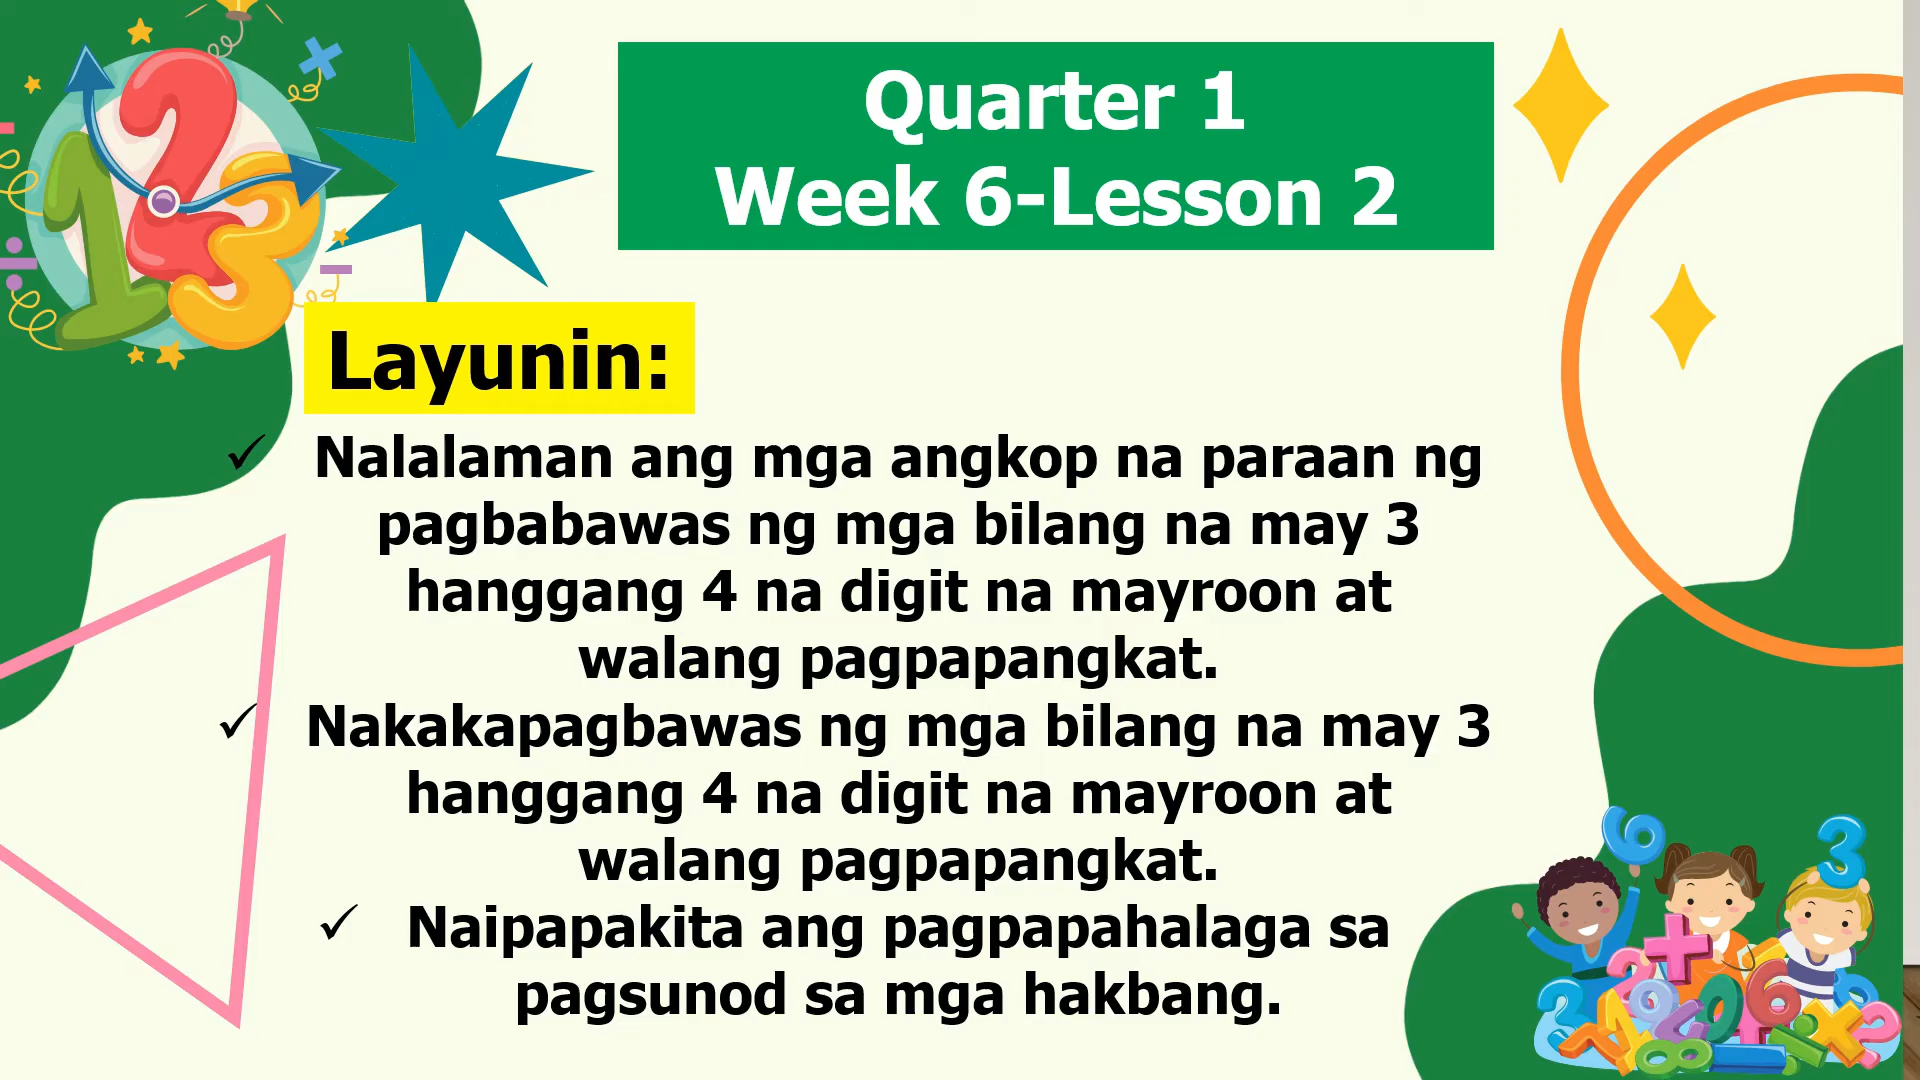 Quarter 1
Week 6-Lesson 2
Layunin:
✓ Nalalaman ang mga angkop na paraan ng
pagbabawas ng mga bilang na may 3
hanggang 4 na digit na mayroon at
walang pagpapangkat.
✓ Nakakapagbawas ng mga bilang na may 3
hanggang 4 na digit na mayroon at
walang pagpapangkat.
✓ Naipapakita ang pagpapahalaga sa
pagsunod sa mga hakbang.